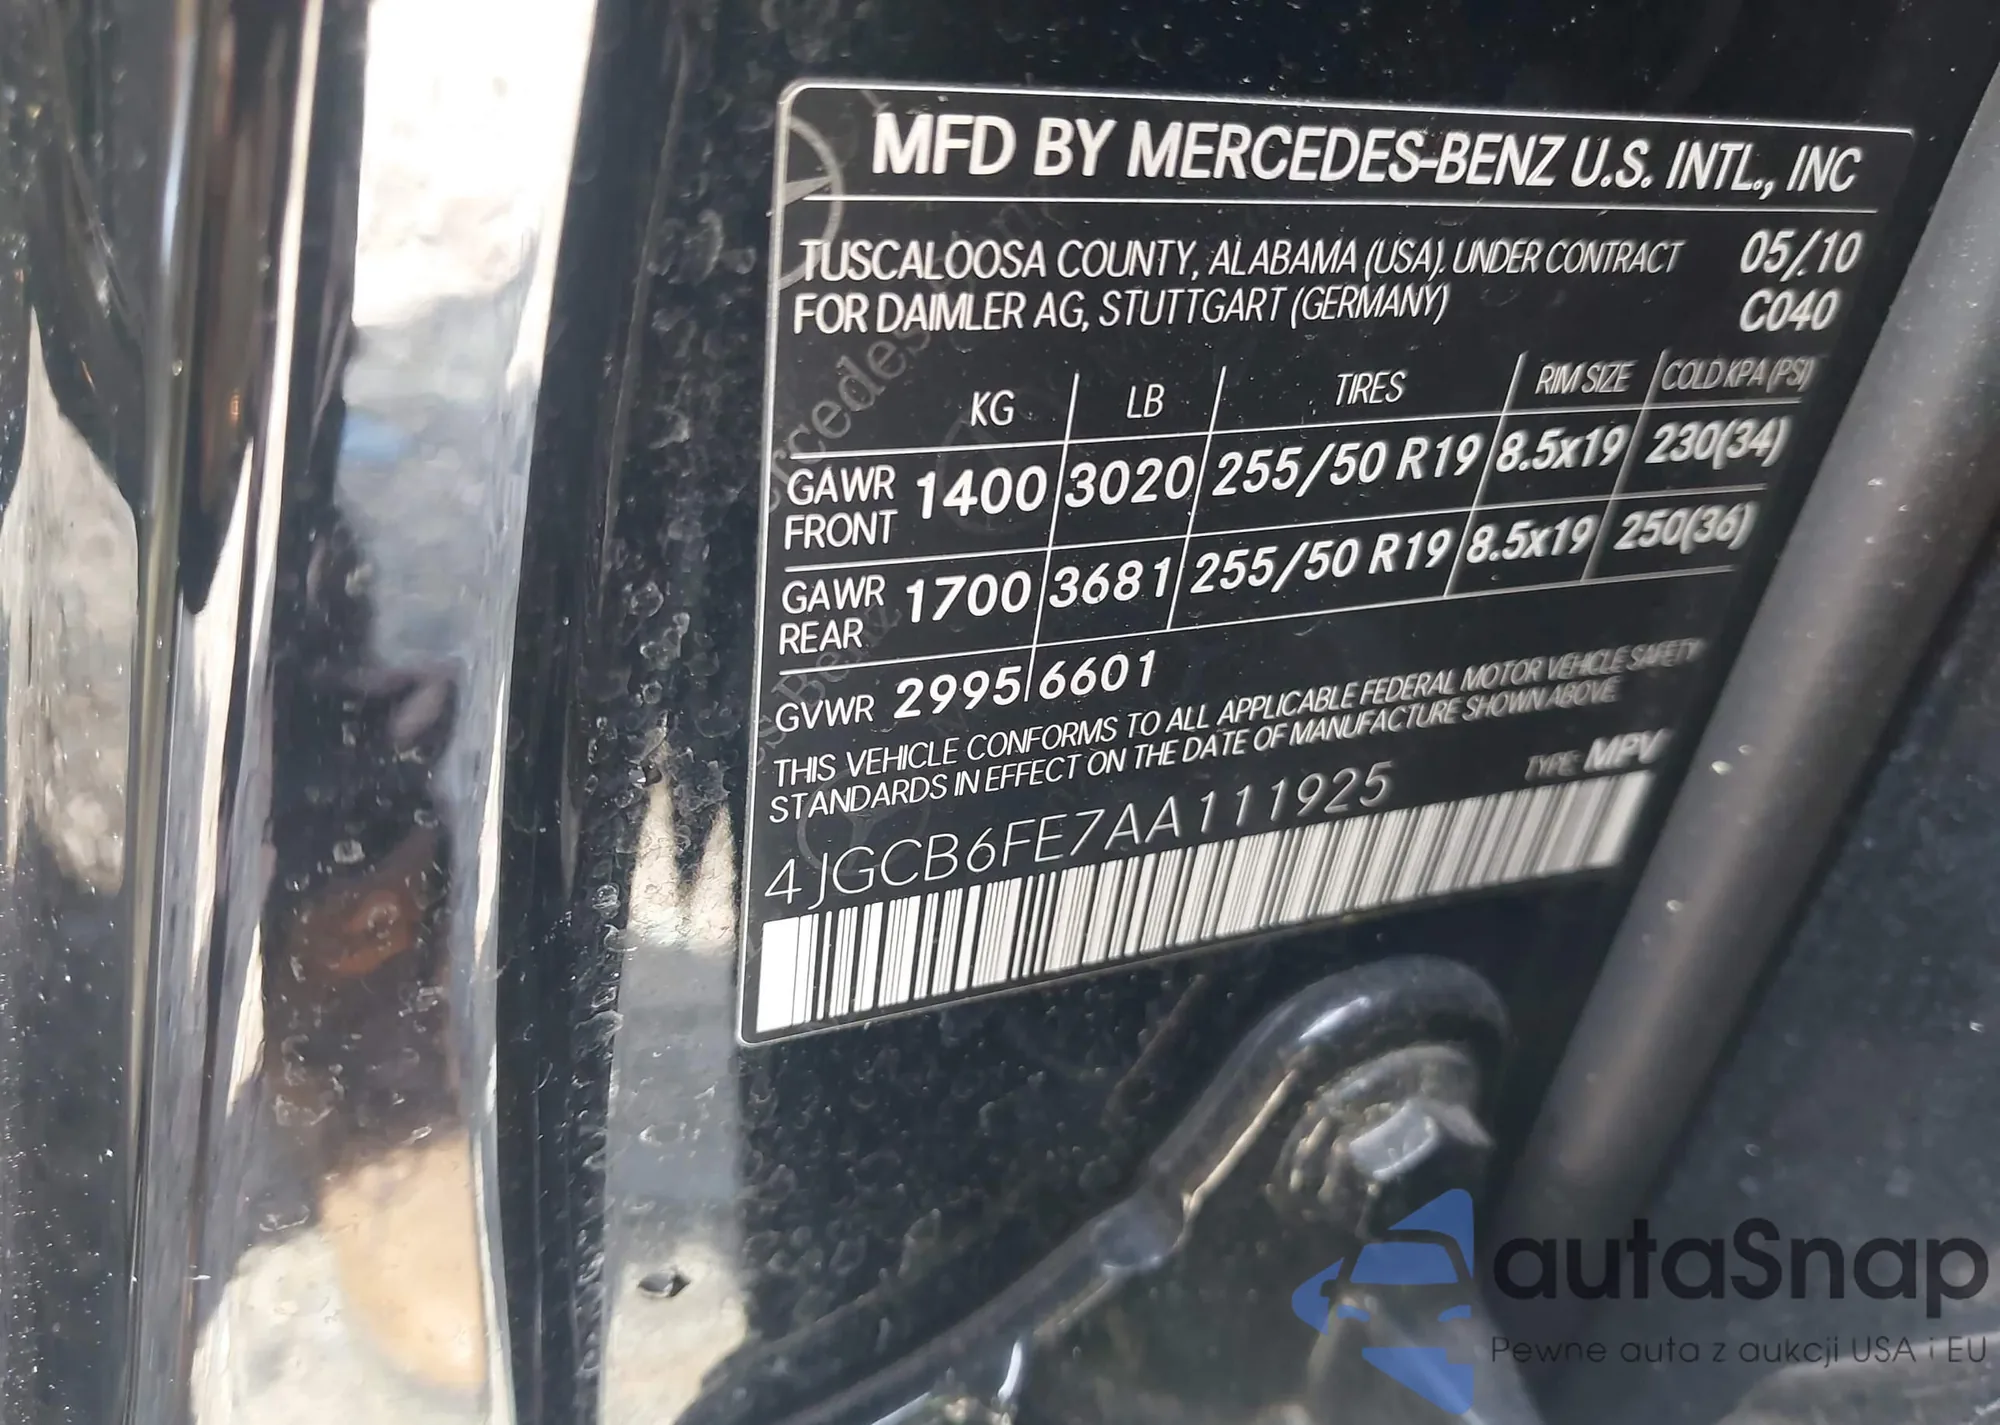 MFD BY MERCEDES-BENZ U.S. INTL., INC
TUSCALOOSA COUNTY, ALABAMA (USA). UNDER CONTRACT 05/10
FOR DAIMLER AG, STUTTGART (GERMANY) C040
KG LB TIRES RIM SIZE COLD KPA (PSI)
GAWR FRONT 1400 3020 255/50 R19 8.5x19 230(34)
GAWR REAR 1700 3681 255/50 R19 8.5x19 250(36)
GVWR 2995 6601
THIS VEHICLE CONFORMS TO ALL APPLICABLE FEDERAL MOTOR VEHICLE SAFETY
STANDARDS IN EFFECT ON THE DATE OF MANUFACTURE SHOWN ABOVE
4JGCB6FE7AA111925 TYPE: MPV
autaSnap
Pewne auta z aukcji USA i EU